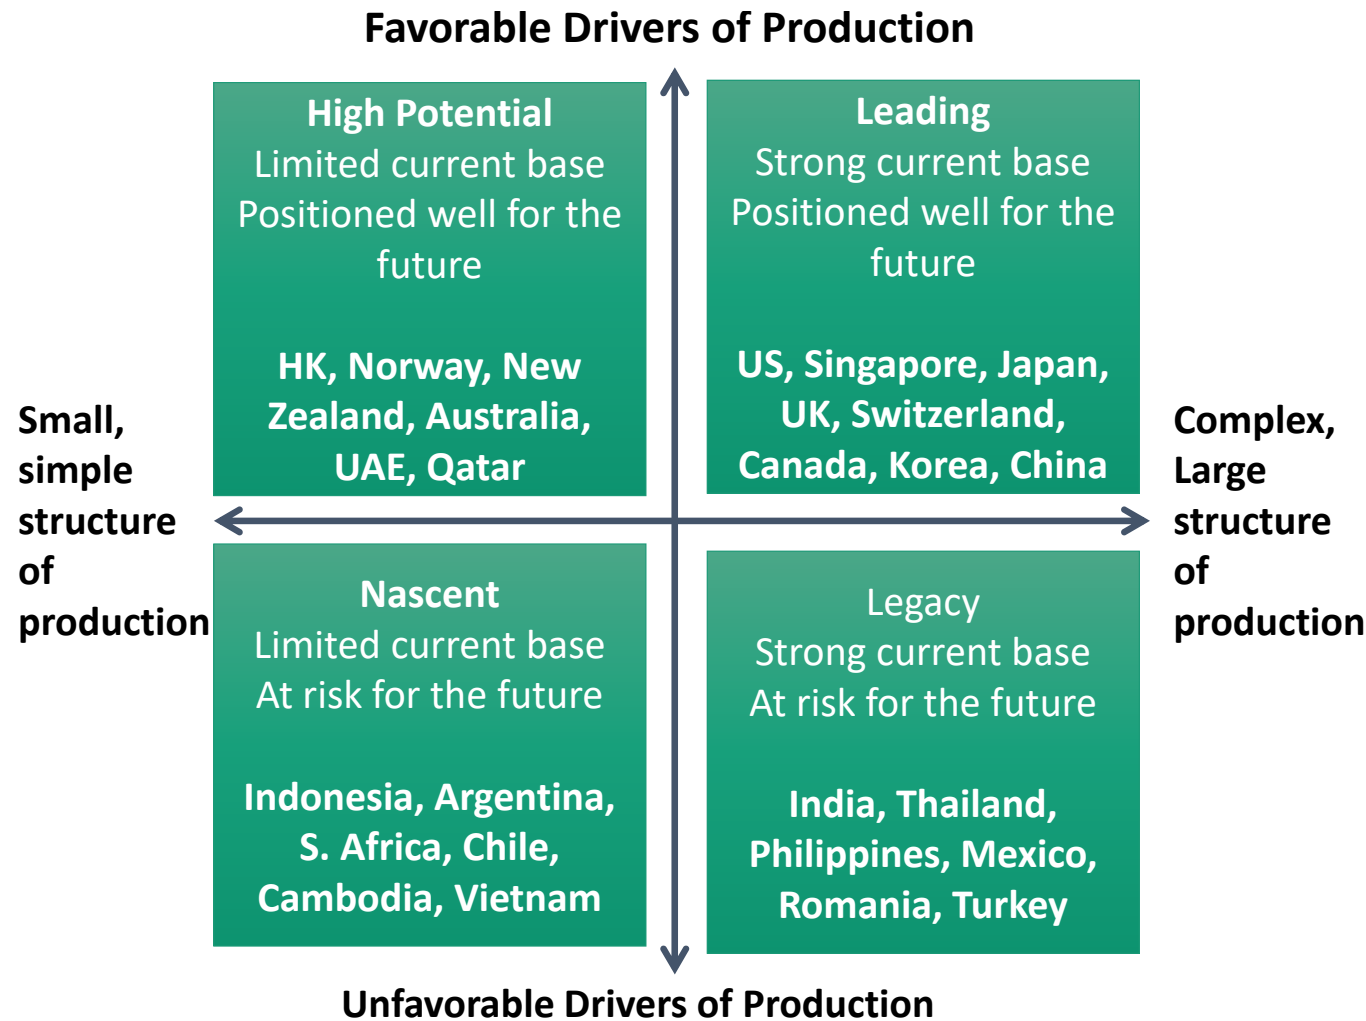 Favorable Drivers of Production
High Potential
Limited current base
Positioned well for the
future
HK, Norway, New
Zealand, Australia,
UAE, Qatar
Leading
Strong current base
Positioned well for the
future
US, Singapore, Japan,
UK, Switzerland,
Canada, Korea, China
Small,
simple
structure
of
production
Complex,
Large
structure
of
production
Nascent
Limited current base
At risk for the future
Indonesia, Argentina,
S. Africa, Chile,
Cambodia, Vietnam
Legacy
Strong current base
At risk for the future
India, Thailand,
Philippines, Mexico,
Romania, Turkey
Unfavorable Drivers of Production